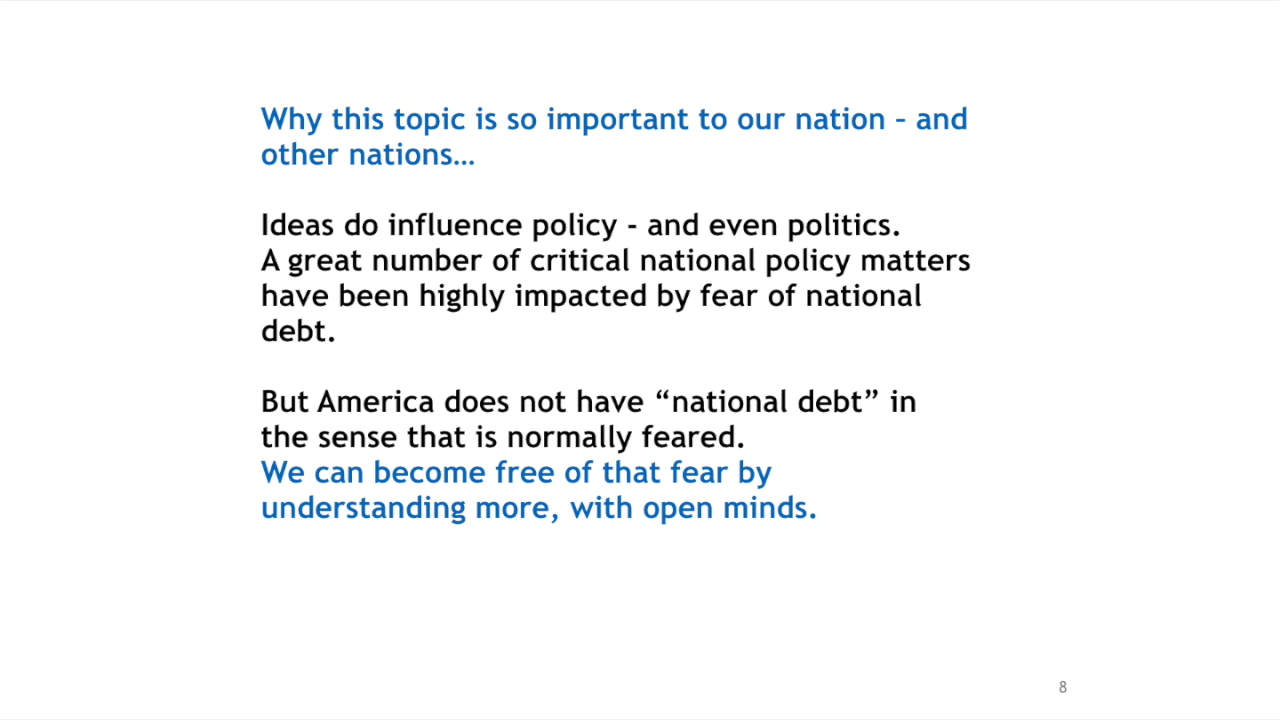 Why this topic is so important to our nation – and
other nations…
Ideas do influence policy - and even politics.
A great number of critical national policy matters
have been highly impacted by fear of national
debt.
But America does not have “national debt” in
the sense that is normally feared.
We can become free of that fear by
understanding more, with open minds.
8